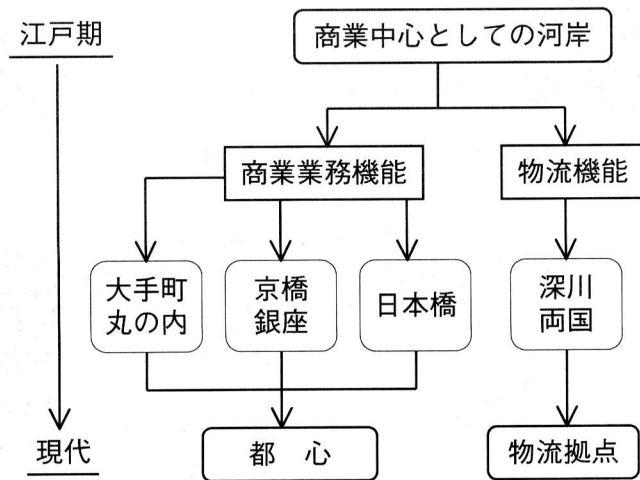 江戸期
商業中心としての河岸
商業業務機能
物流機能
大手町
丸の内
京橋
銀座
日本橋
深川
両国
現代
都　心
物流拠点